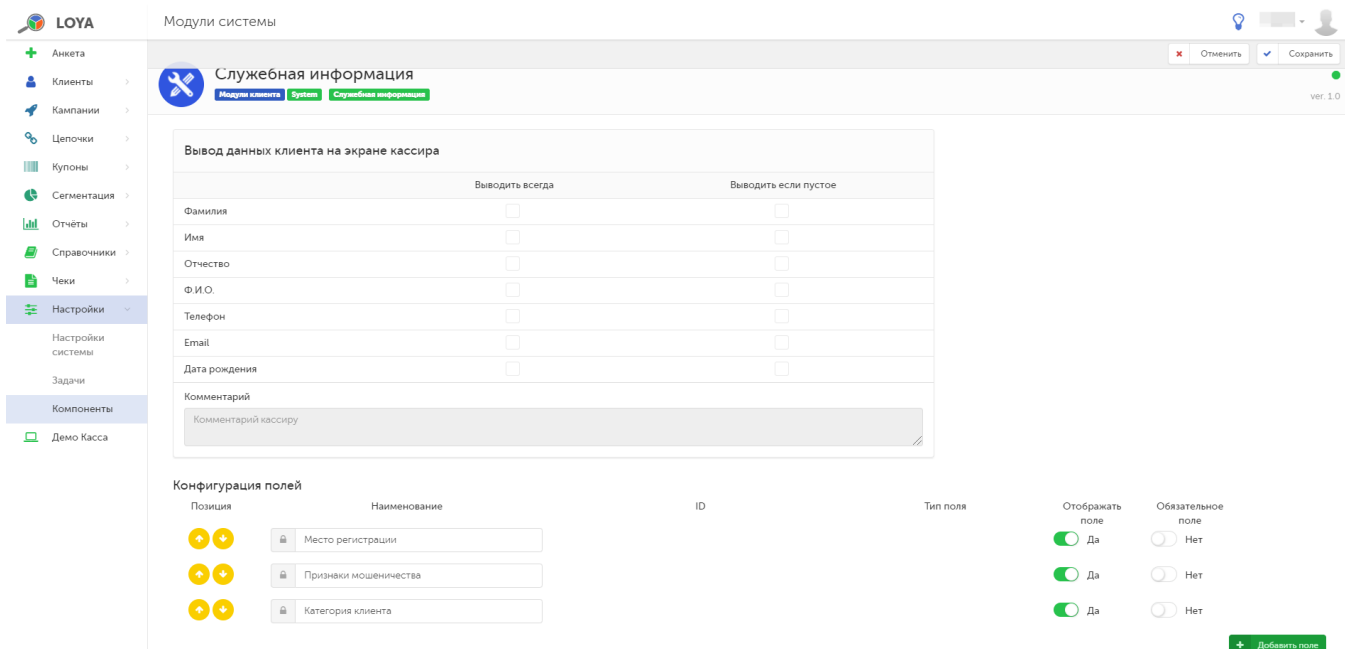 LOYA
Модули системы
Анкета
Отменить
Сохранить
Клиенты
Служебная информация
Модули клиента System Служебная информация
ver. 1.0
Кампании
Цепочки
Купоны
Сегментация
Отчёты
Справочники
Чеки
Настройки
Настройки
системы
Задачи
Компоненты
Демо Касса
Вывод данных клиента на экране кассира
Выводить всегда Выводить если пустое
Фамилия
Имя
Отчество
Ф.И.О.
Телефон
Email
Дата рождения
Комментарий
Комментарий кассиру
Конфигурация полей
Позиция Наименование ID Тип поля Отображать поле Обязательное поле
Место регистрации Да Нет
Признаки мошеничества Да Нет
Категория клиента Да Нет
Добавить поле